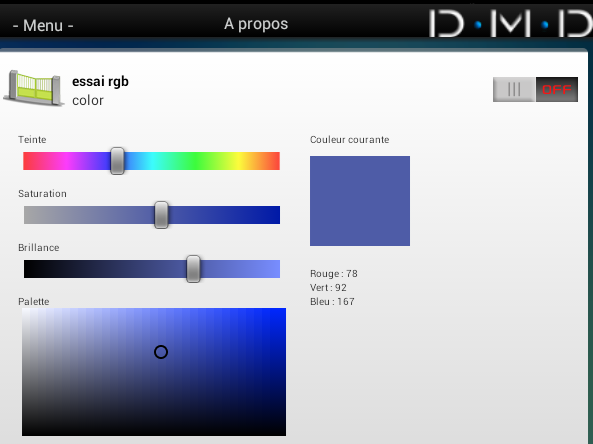 - Menu -
A propos
D·M·D
essai rgb
color
OFF
Teinte
Couleur courante
Saturation
Brillance
Rouge : 78
Vert : 92
Bleu : 167
Palette